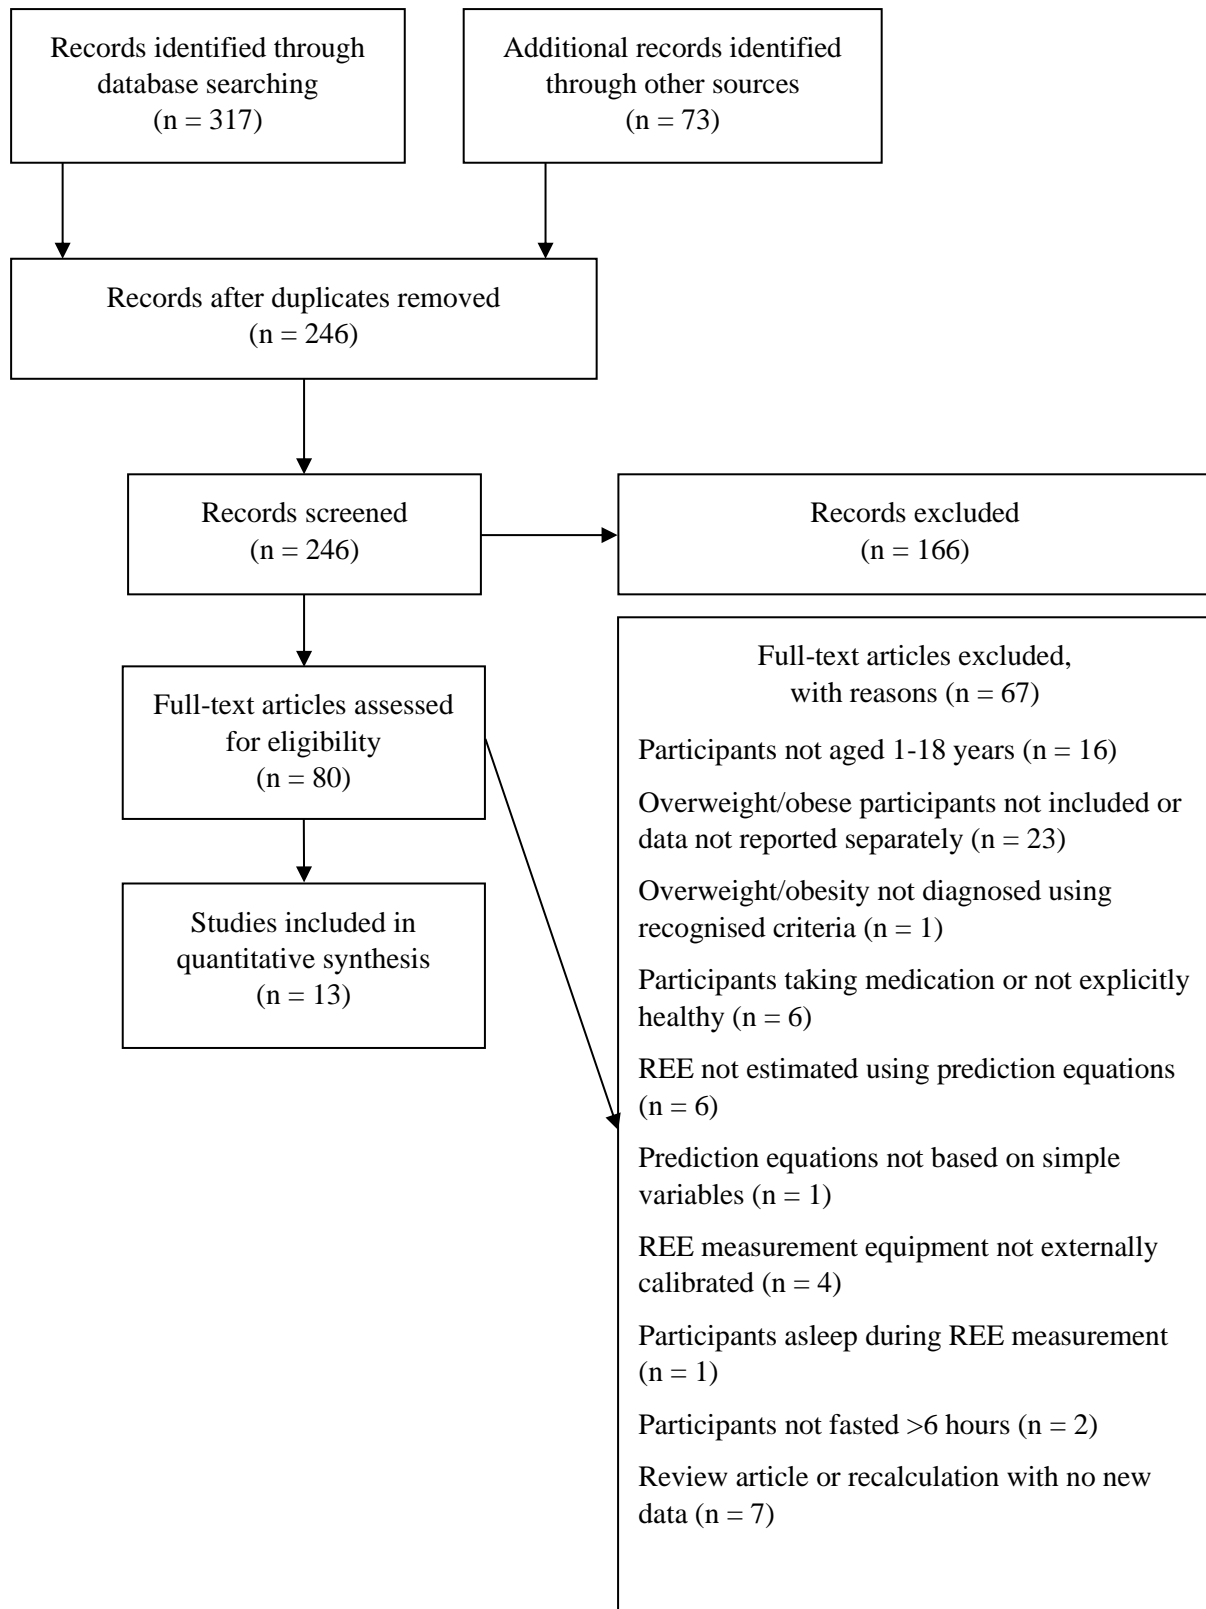 Records identified through
database searching
(n = 317)
Additional records identified
through other sources
(n = 73)
Records after duplicates removed
(n = 246)
Records screened
(n = 246)
Records excluded
(n = 166)
Full-text articles assessed
for eligibility
(n = 80)
Full-text articles excluded,
with reasons (n = 67)
Participants not aged 1-18 years (n = 16)
Overweight/obese participants not included or
data not reported separately (n = 23)
Overweight/obesity not diagnosed using
recognised criteria (n = 1)
Participants taking medication or not explicitly
healthy (n = 6)
REE not estimated using prediction equations
(n = 6)
Prediction equations not based on simple
variables (n = 1)
REE measurement equipment not externally
calibrated (n = 4)
Participants asleep during REE measurement
(n = 1)
Participants not fasted >6 hours (n = 2)
Review article or recalculation with no new
data (n = 7)
Studies included in
quantitative synthesis
(n = 13)